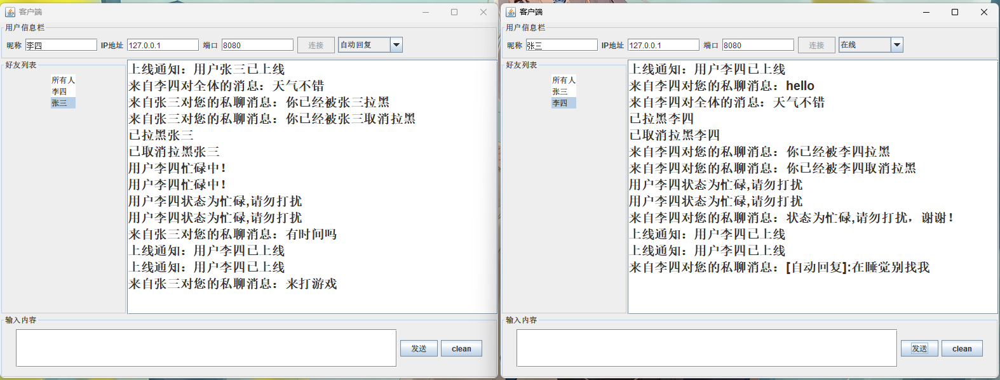 客户端
用户信息栏
昵称 李四 IP地址 127.0.0.1 端口 8080 连接 自动回复
好友列表
所有人
李四
张三
上线通知：用户张三已上线
来自李四对全体的消息：天气不错
来自张三对您的私聊消息：你已经被张三拉黑
来自张三对您的私聊消息：你已经被张三取消拉黑
已拉黑张三
已取消拉黑张三
用户李四忙碌中！
用户李四忙碌中！
用户李四状态为忙碌,请勿打扰
用户李四状态为忙碌,请勿打扰
来自张三对您的私聊消息：有时间吗
上线通知：用户李四已上线
上线通知：用户李四已上线
来自张三对您的私聊消息：来打游戏
输入内容
发送 clean
客户端
用户信息栏
昵称 张三 IP地址 127.0.0.1 端口 8080 连接 在线
好友列表
所有人
张三
李四
上线通知：用户李四已上线
来自李四对您的私聊消息：hello
来自李四对全体的消息：天气不错
已拉黑李四
已取消拉黑李四
来自李四对您的私聊消息：你已经被李四拉黑
来自李四对您的私聊消息：你已经被李四取消拉黑
用户李四状态为忙碌,请勿打扰
用户李四状态为忙碌,请勿打扰
来自李四对您的私聊消息：状态为忙碌,请勿打扰，谢谢！
上线通知：用户李四已上线
上线通知：用户李四已上线
来自李四对您的私聊消息：[自动回复]:在睡觉别找我
输入内容
发送 clean